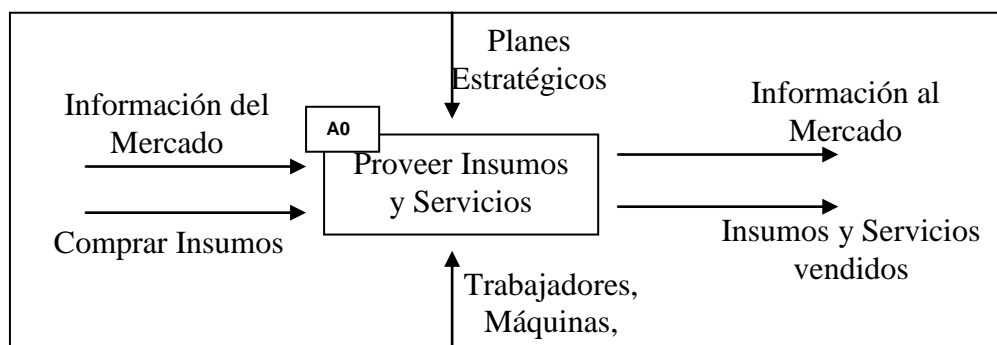 Planes
Estratégicos
Información del
Mercado
Comprar Insumos
A0
Proveer Insumos
y Servicios
Información al
Mercado
Insumos y Servicios
vendidos
Trabajadores,
Máquinas,